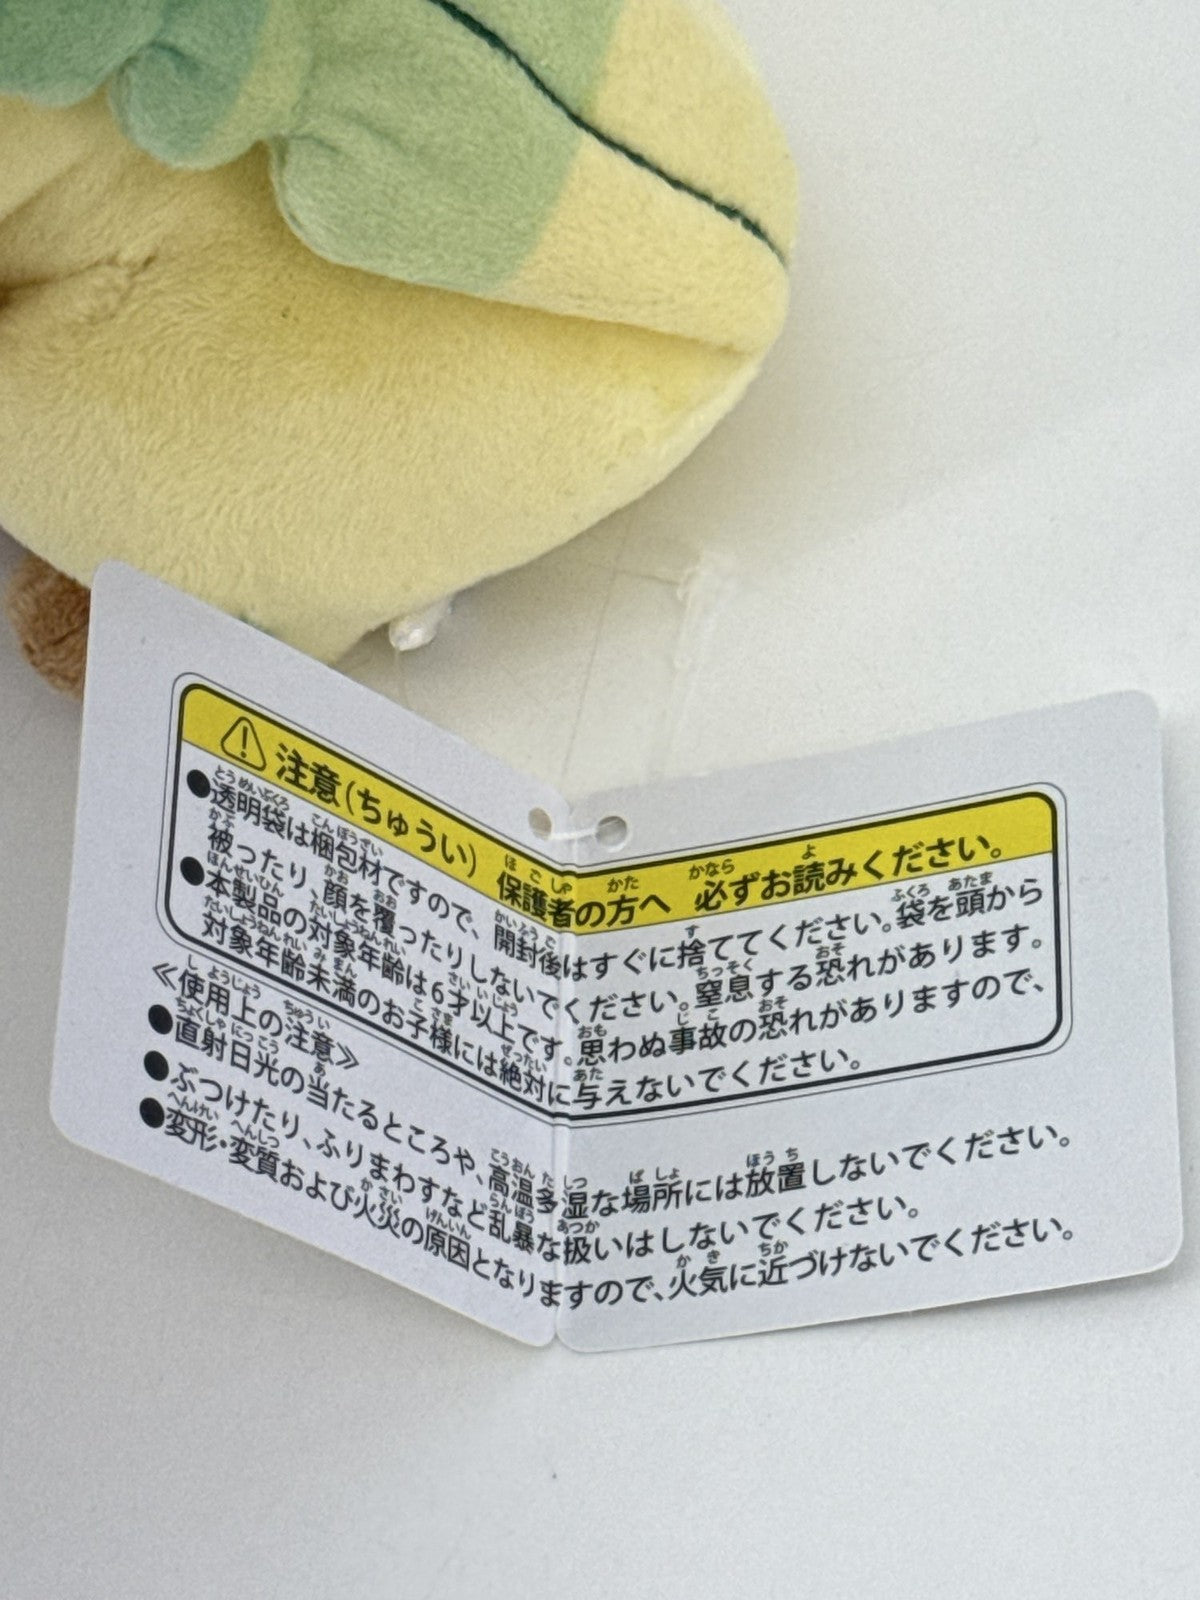 注意(ちゅうい) 保護者の方へ 必ずお読みください。
●透明袋は梱包材ですので、開封後はすぐに捨ててください。袋を頭から
被ったり、顔を覆ったりしないでください。窒息する恐れがあります。
●本製品の対象年齢は6才以上です。思わぬ事故の恐れがありますので、
対象年齢未満のお子様には絶対に与えないでください。
≪使用上の注意≫
●直射日光の当たるところや、高温多湿な場所には放置しないでください。
●ぶつけたり、ふりまわすなど乱暴な扱いはしないでください。
●変形・変質および火災の原因となりますので、火気に近づけないでください。